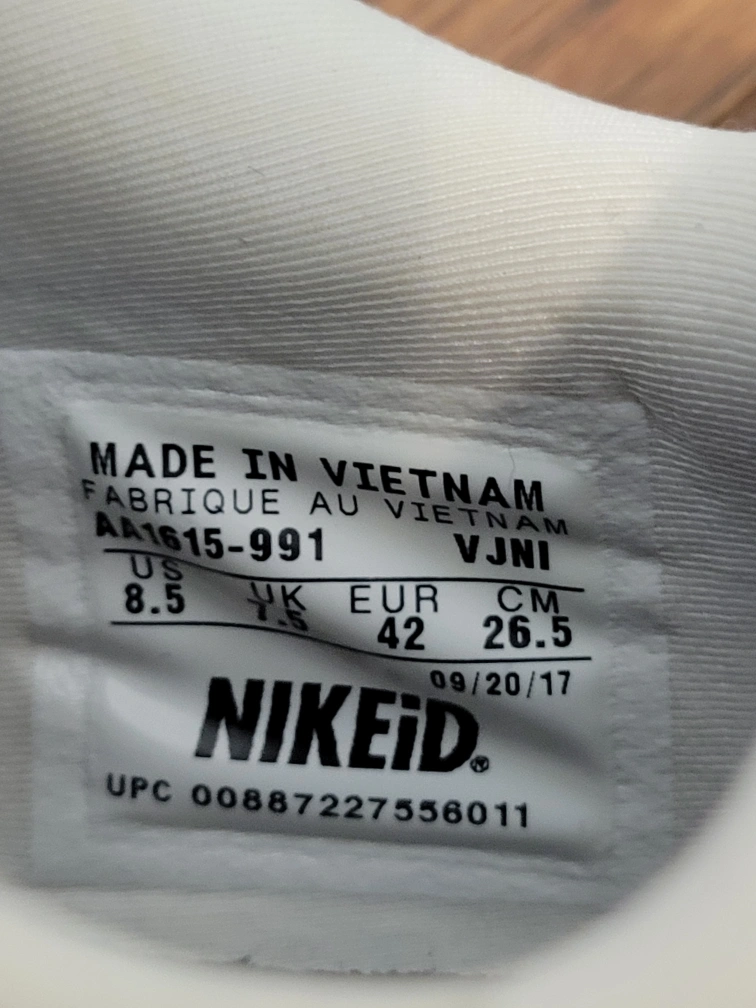 MADE IN VIETNAM
FABRIQUE AU VIETNAM
AA1615-991 VJNI
US UK EUR CM
8.5 7.5 42 26.5
09/20/17
NIKEiD®
UPC 00887227556011